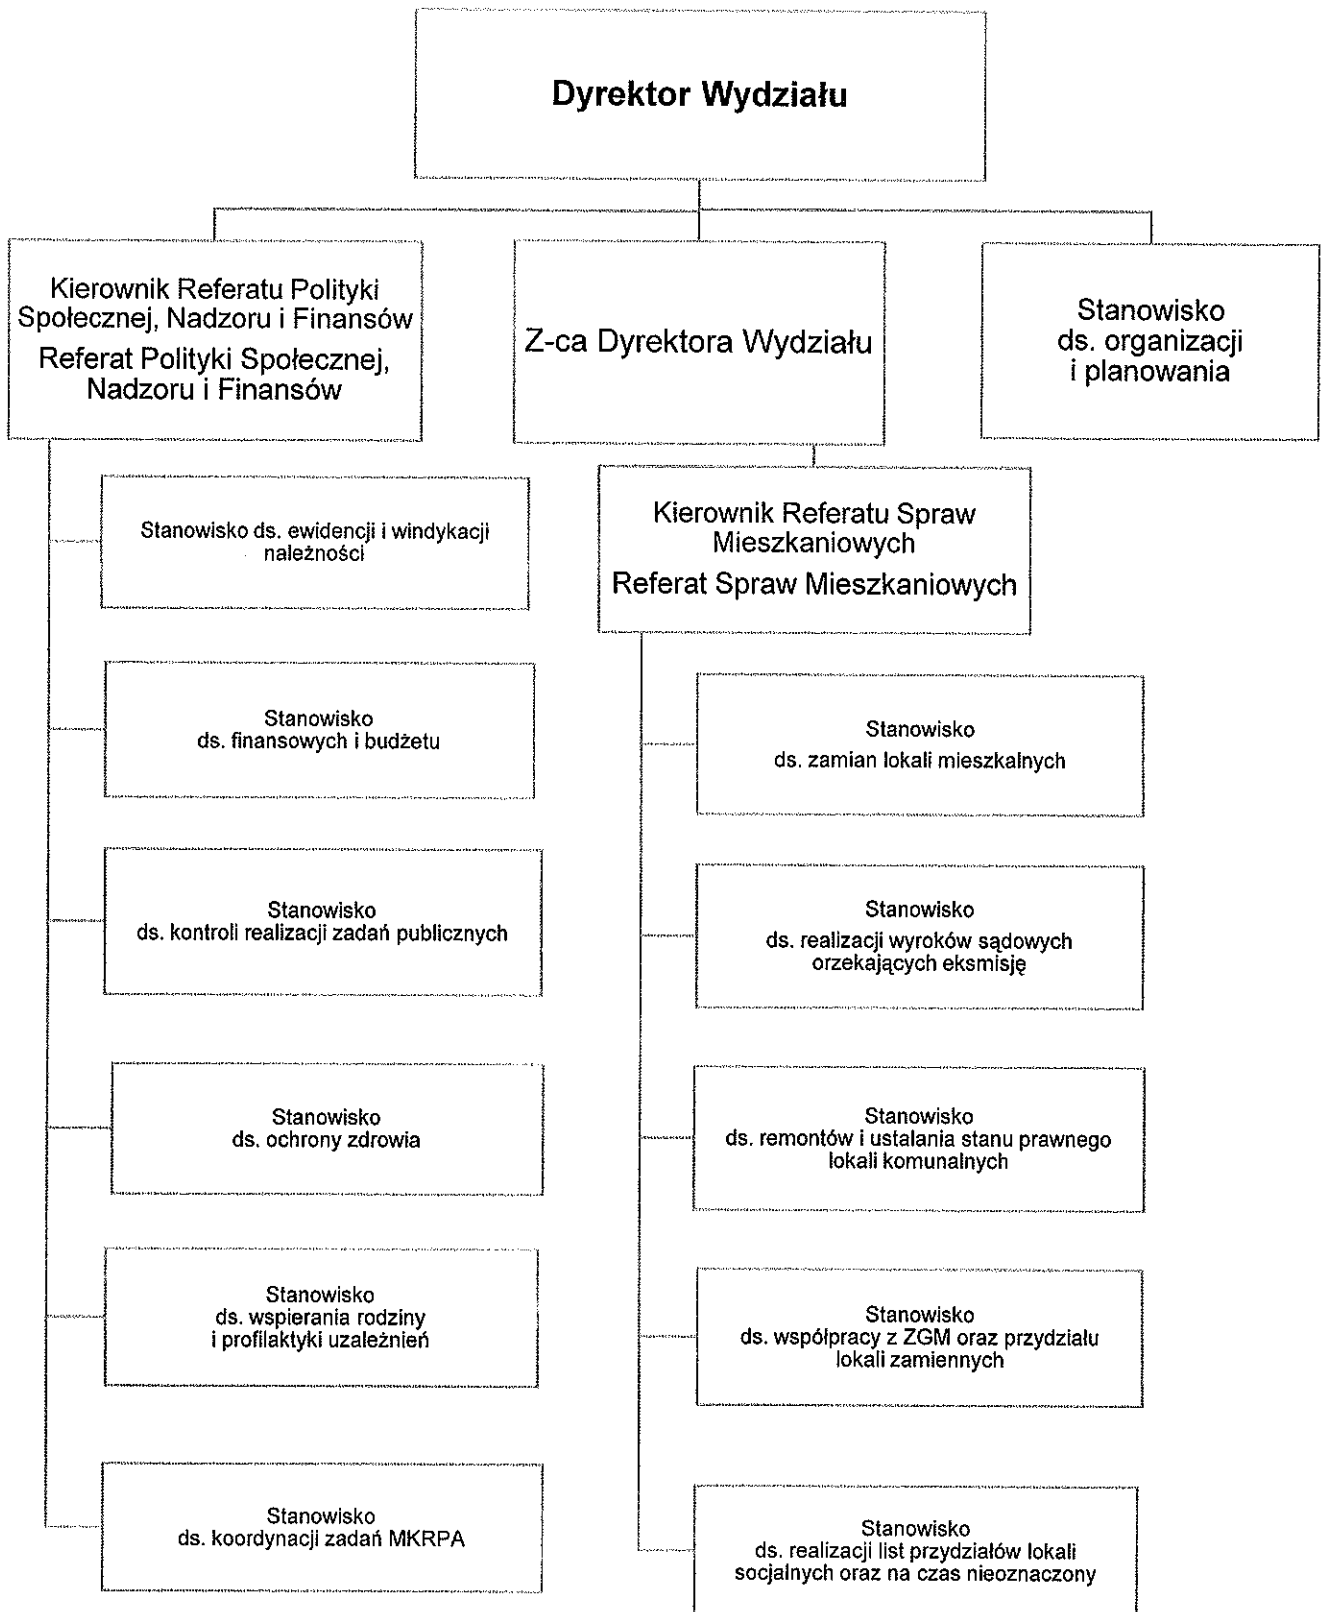 Dyrektor Wydziału
Kierownik Referatu Polityki
Społecznej, Nadzoru i Finansów
Referat Polityki Społecznej,
Nadzoru i Finansów
Z-ca Dyrektora Wydziału
Stanowisko
ds. organizacji
i planowania
Stanowisko ds. ewidencji i windykacji
należności
Stanowisko
ds. finansowych i budżetu
Stanowisko
ds. kontroli realizacji zadań publicznych
Stanowisko
ds. ochrony zdrowia
Stanowisko
ds. wspierania rodziny
i profilaktyki uzależnień
Stanowisko
ds. koordynacji zadań MKRPA
Kierownik Referatu Spraw
Mieszkaniowych
Referat Spraw Mieszkaniowych
Stanowisko
ds. zamian lokali mieszkalnych
Stanowisko
ds. realizacji wyroków sądowych
orzekających eksmisję
Stanowisko
ds. remontów i ustalania stanu prawnego
lokali komunalnych
Stanowisko
ds. współpracy z ZGM oraz przydziału
lokali zamiennych
Stanowisko
ds. realizacji list przydziałów lokali
socjalnych oraz na czas nieoznaczony